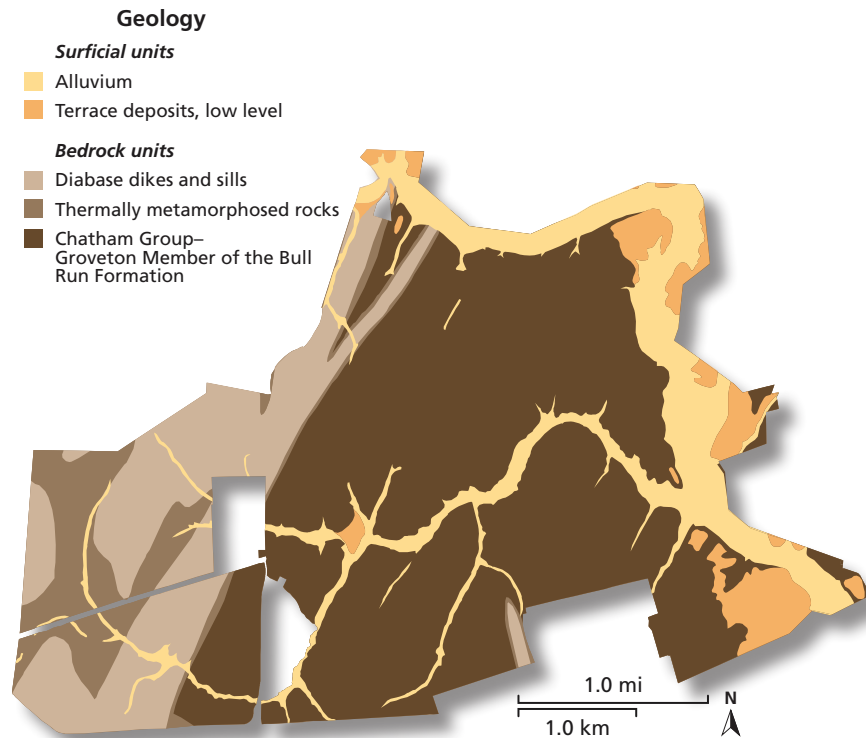 Geology
Surficial units
Alluvium
Terrace deposits, low level
Bedrock units
Diabase dikes and sills
Thermally metamorphosed rocks
Chatham Group–
Groveton Member of the Bull
Run Formation
1.0 mi
1.0 km
N